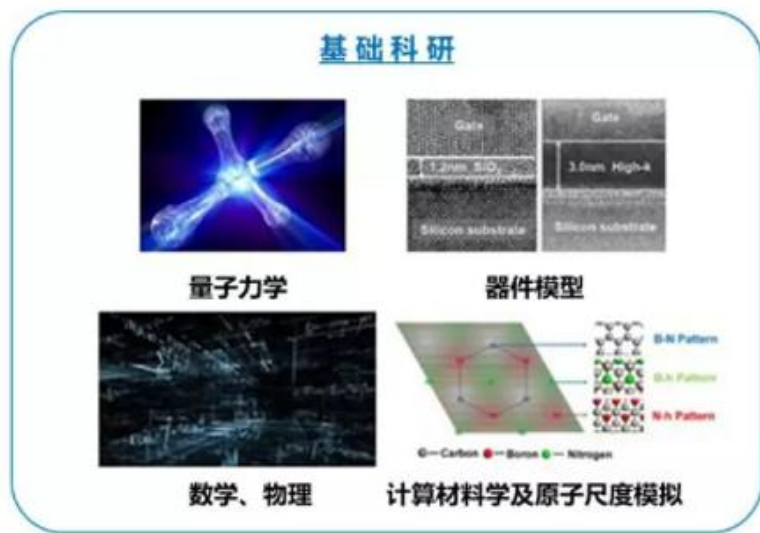 基础科研
Gate
1.2nm SiO₂
Silicon substrate
Gate
3.0nm High-k
Silicon substrate
量子力学
器件模型
B-N Pattern
B-h Pattern
N-h Pattern
Carbon
Boron
Nitrogen
数学、物理
计算材料学及原子尺度模拟